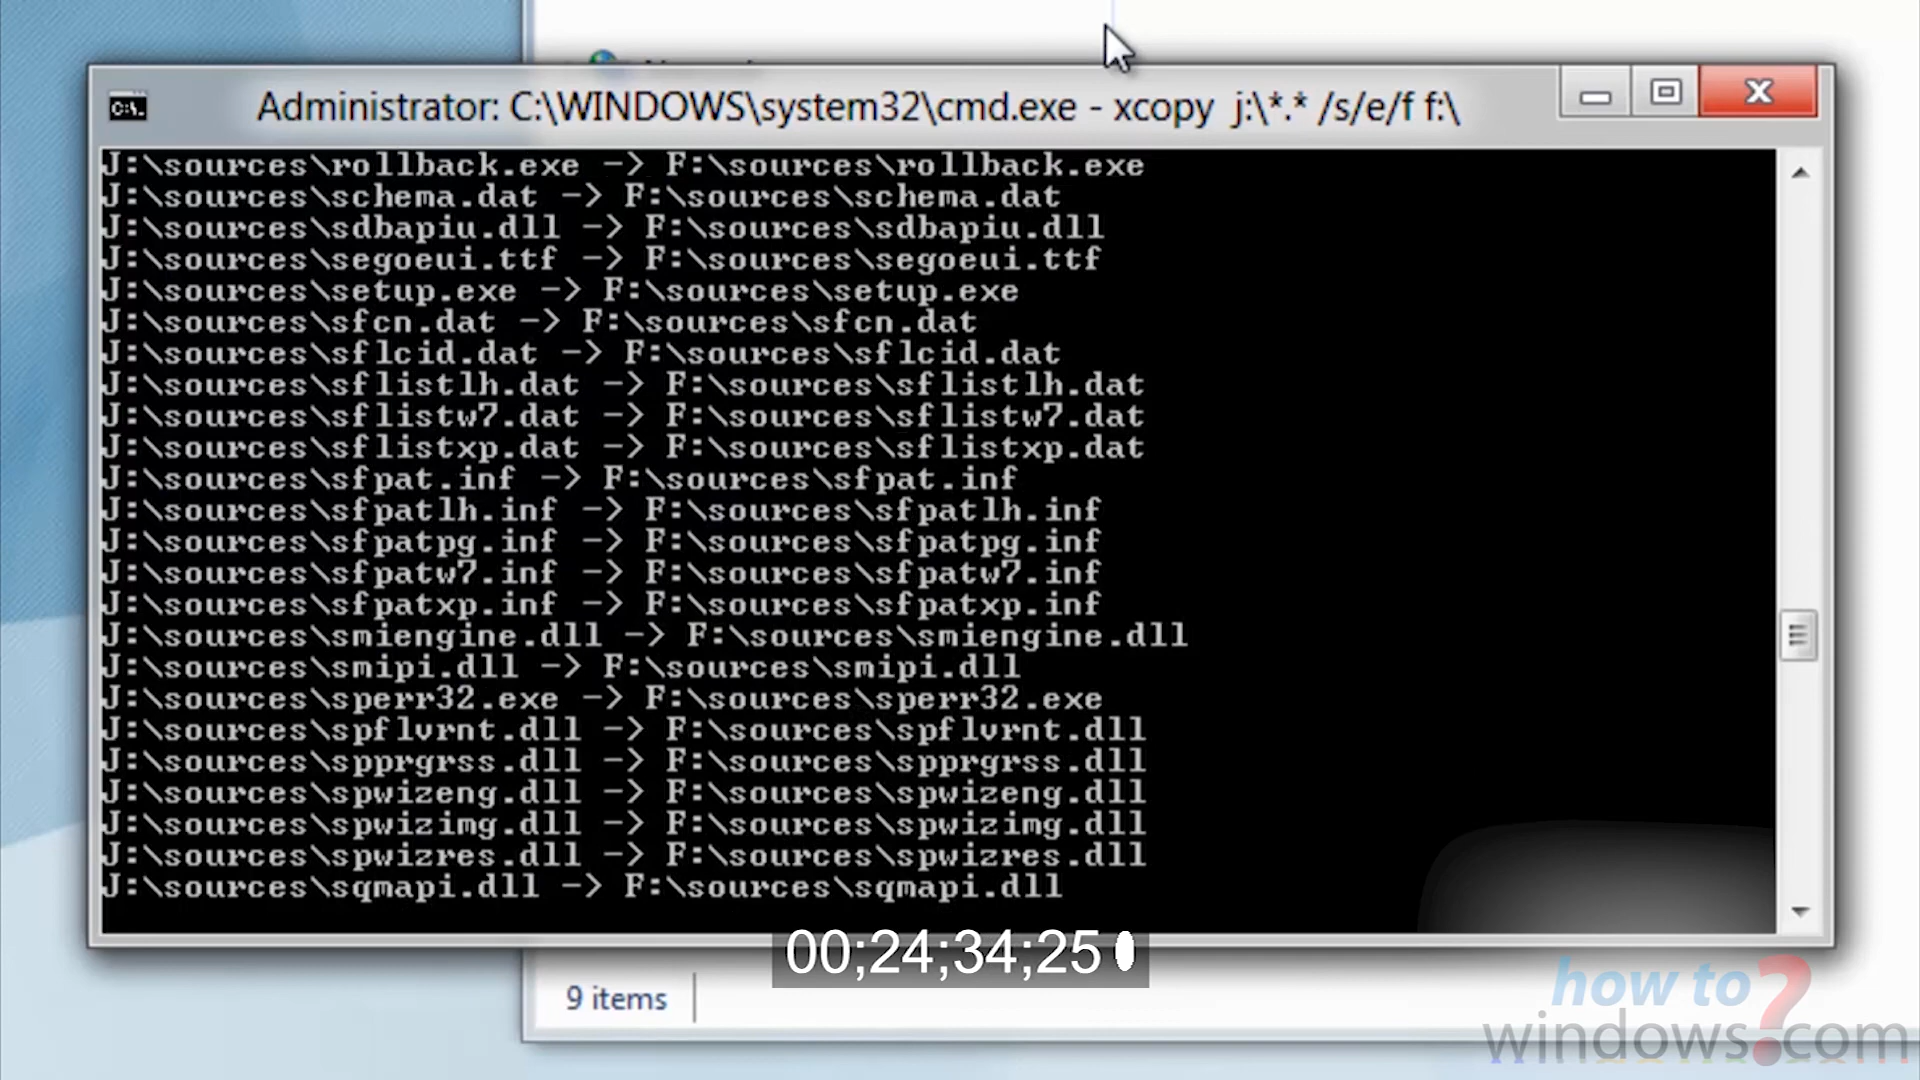 Administrator: C:\WINDOWS\system32\cmd.exe - xcopy j:\*.* /s/e/f f:\
C:\.
J:\sources\rollback.exe -> F:\sources\rollback.exe
J:\sources\schema.dat -> F:\sources\schema.dat
J:\sources\sdbapiu.dll -> F:\sources\sdbapiu.dll
J:\sources\segoeui.ttf -> F:\sources\segoeui.ttf
J:\sources\setup.exe -> F:\sources\setup.exe
J:\sources\sfcn.dat -> F:\sources\sfcn.dat
J:\sources\sflcid.dat -> F:\sources\sflcid.dat
J:\sources\sflistlh.dat -> F:\sources\sflistlh.dat
J:\sources\sflistw7.dat -> F:\sources\sflistw7.dat
J:\sources\sflistxp.dat -> F:\sources\sflistxp.dat
J:\sources\sfpat.inf -> F:\sources\sfpat.inf
J:\sources\sfpatlh.inf -> F:\sources\sfpatlh.inf
J:\sources\sfpatpg.inf -> F:\sources\sfpatpg.inf
J:\sources\sfpatw7.inf -> F:\sources\sfpatw7.inf
J:\sources\sfpatxp.inf -> F:\sources\sfpatxp.inf
J:\sources\smiengine.dll -> F:\sources\smiengine.dll
J:\sources\smipi.dll -> F:\sources\smipi.dll
J:\sources\sperr32.exe -> F:\sources\sperr32.exe
J:\sources\spflvrnt.dll -> F:\sources\spflvrnt.dll
J:\sources\spprgrss.dll -> F:\sources\spprgrss.dll
J:\sources\spwizeng.dll -> F:\sources\spwizeng.dll
J:\sources\spwizimg.dll -> F:\sources\spwizimg.dll
J:\sources\spwizres.dll -> F:\sources\spwizres.dll
J:\sources\sqmapi.dll -> F:\sources\sqmapi.dll
00;24;34;25
9 items
how to?
windows.com